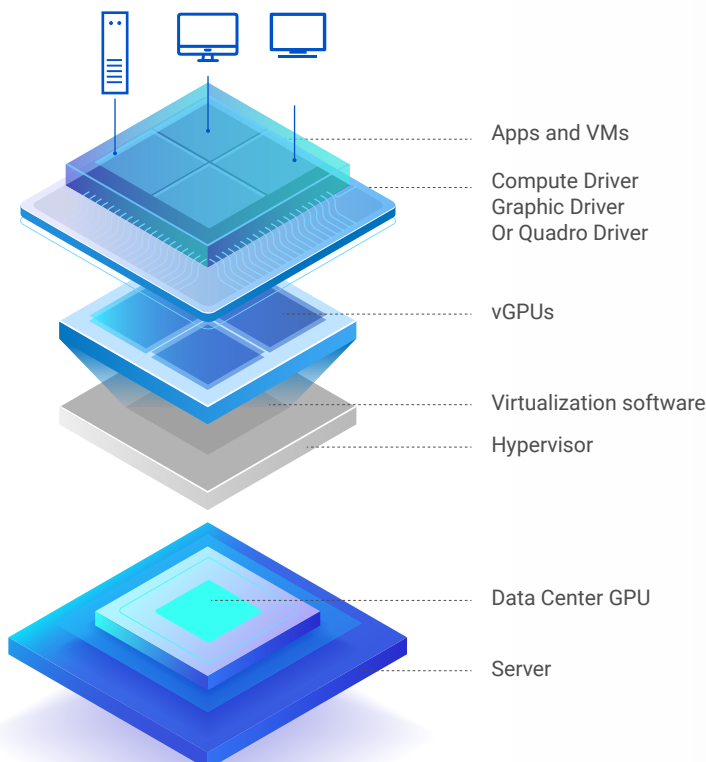 Apps and VMs
Compute Driver
Graphic Driver
Or Quadro Driver
vGPUs
Virtualization software
Hypervisor
Data Center GPU
Server